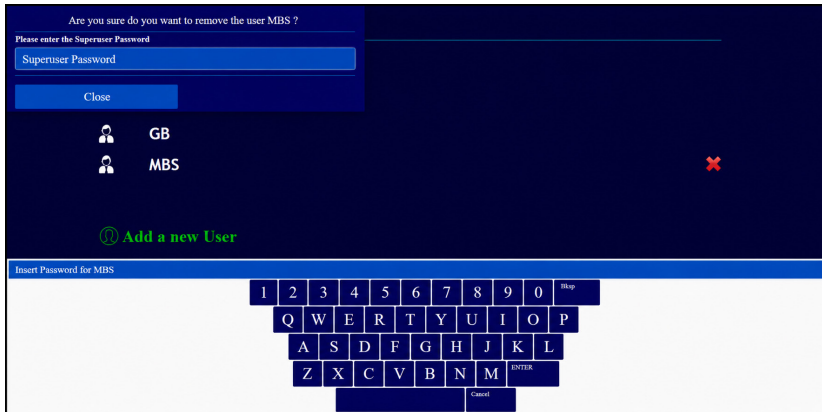 Are you sure do you want to remove the user MBS ?
Please enter the Superuser Password
Superuser Password
Close
GB
MBS
Add a new User
Insert Password for MBS
1 2 3 4 5 6 7 8 9 0 Bksp
Q W E R T Y U I O P
A S D F G H J K L
Z X C V B N M ENTER
Cancel